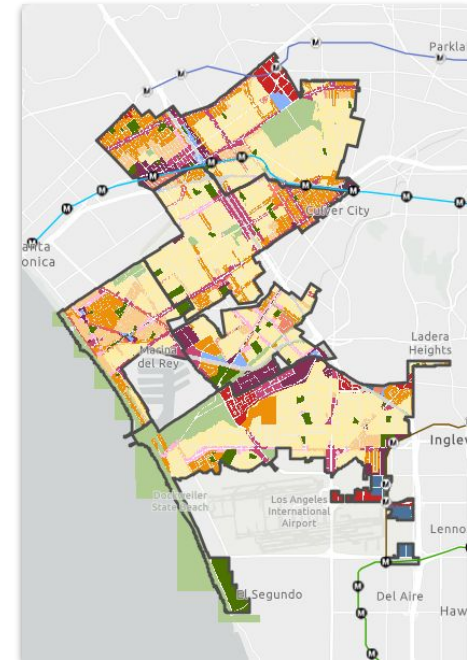 M
M
M
Parkla
M
M
M
M
M
M
M
M
M
M
Culver City
M
anta
onica
Ladera
Heights
Marina
del Rey
M
Inglew
Dockweiler
State Beach
Los Angeles
International
Airport
M
M
Lenno
M
M
El Segundo
M
Del Aire
Haw
M
M